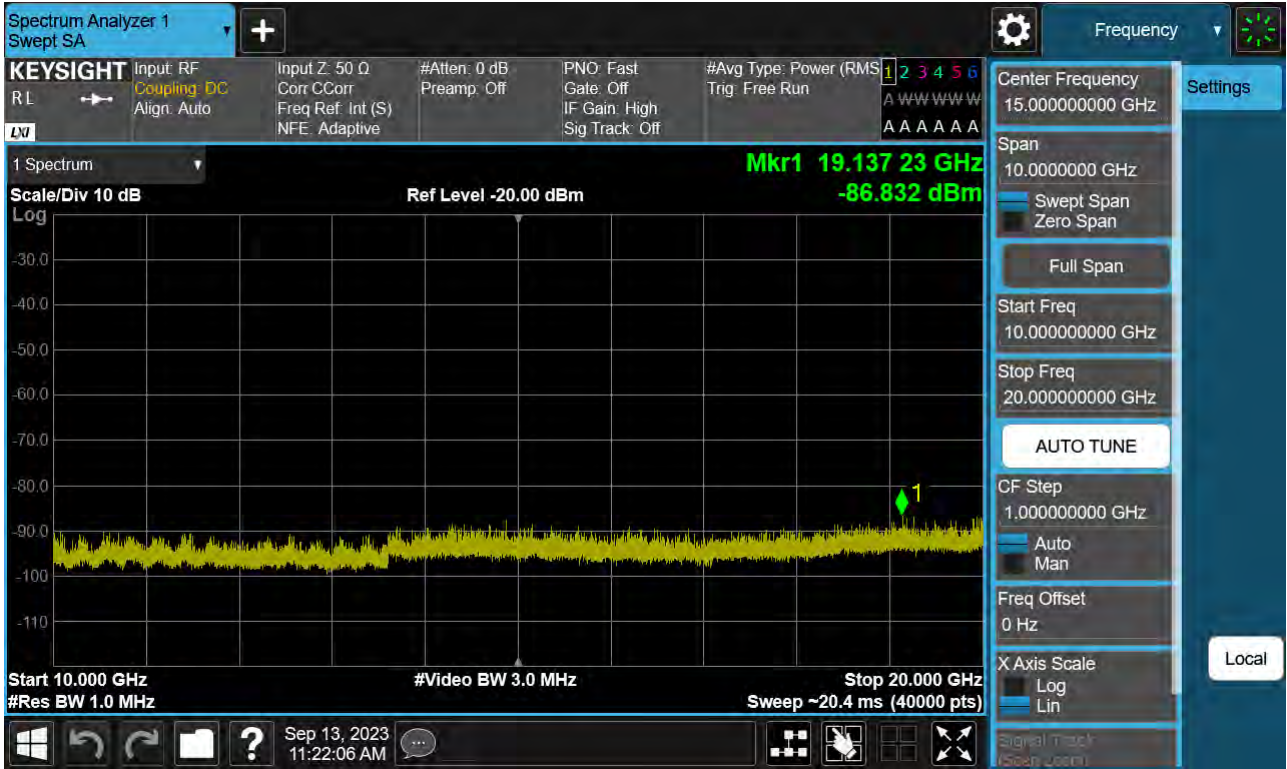 Spectrum Analyzer 1
Swept SA
Frequency
KEYSIGHT
RL
LXI
Input: RF
Coupling: DC
Align: Auto
Input Z: 50 Ω
Corr CCorr
Freq Ref: Int (S)
NFE: Adaptive
#Atten: 0 dB
Preamp: Off
PNO: Fast
Gate: Off
IF Gain: High
Sig Track: Off
#Avg Type: Power (RMS
Trig: Free Run
1 2 3 4 5 6
A W W W W W
A A A A A A
1 Spectrum
Scale/Div 10 dB
Log
Ref Level -20.00 dBm
Mkr1 19.137 23 GHz
-86.832 dBm
-30.0
-40.0
-50.0
-60.0
-70.0
-80.0
-90.0
-100
-110
1
Start 10.000 GHz
#Res BW 1.0 MHz
#Video BW 3.0 MHz
Stop 20.000 GHz
Sweep ~20.4 ms (40000 pts)
Center Frequency
15.000000000 GHz
Span
10.0000000 GHz
Swept Span
Zero Span
Full Span
Start Freq
10.000000000 GHz
Stop Freq
20.000000000 GHz
AUTO TUNE
CF Step
1.000000000 GHz
Auto
Man
Freq Offset
0 Hz
X Axis Scale
Log
Lin
Signal Track
(Span Zoom)
Settings
Local
?
Sep 13, 2023
11:22:06 AM